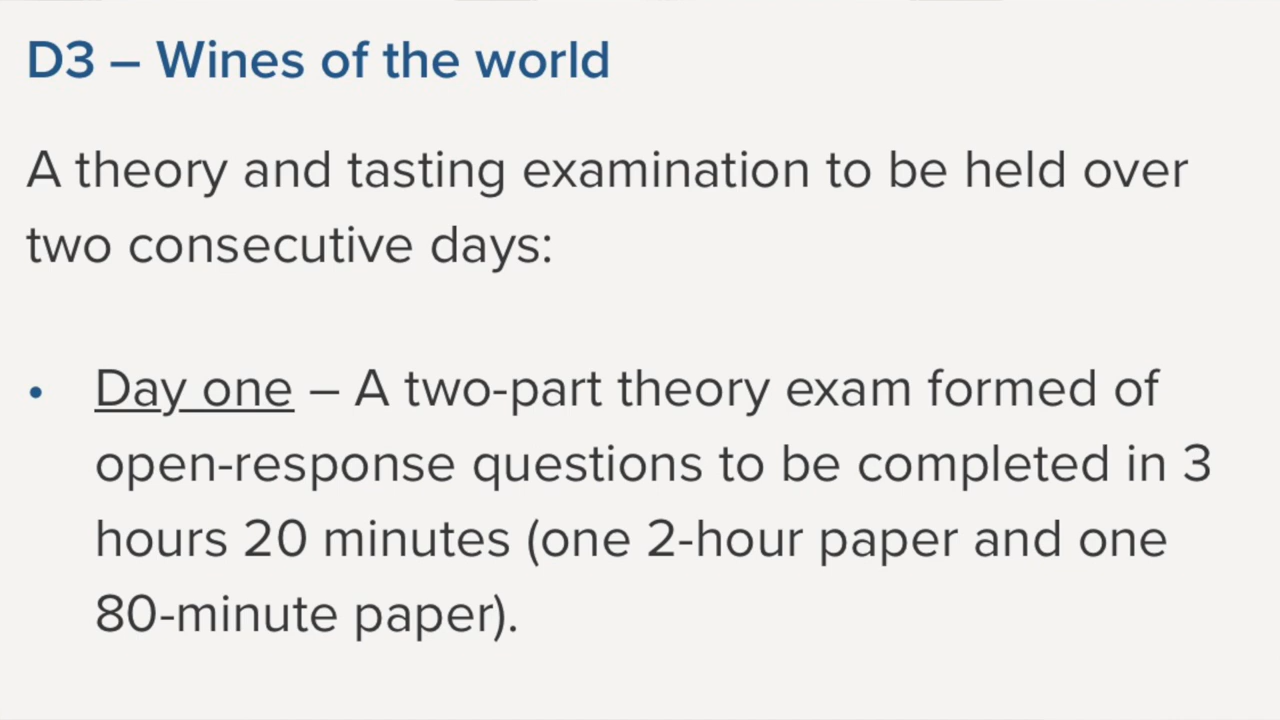 D3 – Wines of the world
A theory and tasting examination to be held over
two consecutive days:
• Day one – A two-part theory exam formed of
open-response questions to be completed in 3
hours 20 minutes (one 2-hour paper and one
80-minute paper).